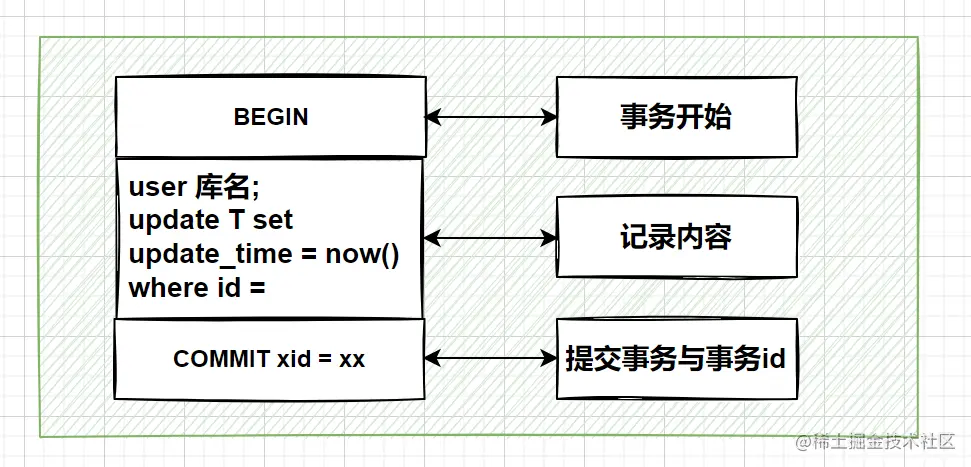 BEGIN
事务开始
user 库名;
update T set
update_time = now()
where id =
记录内容
COMMIT xid = xx
提交事务与事务id
@稀土掘金技术社区